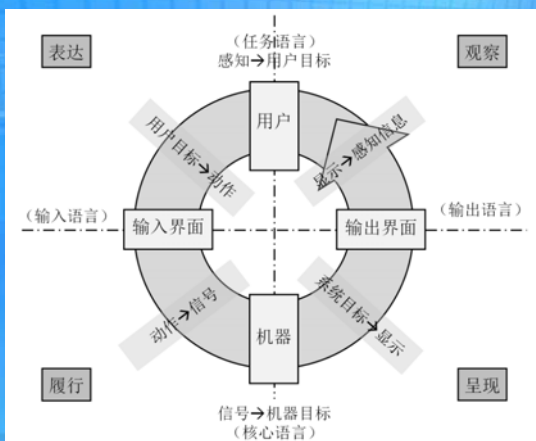 表达
（任务语言）
感知→用户目标
观察
用户
用户目标→动作
显示→感知信息
（输入语言）
输入界面
输出界面
（输出语言）
动作→信号
机器
系统目标→显示
履行
信号→机器目标
（核心语言）
呈现